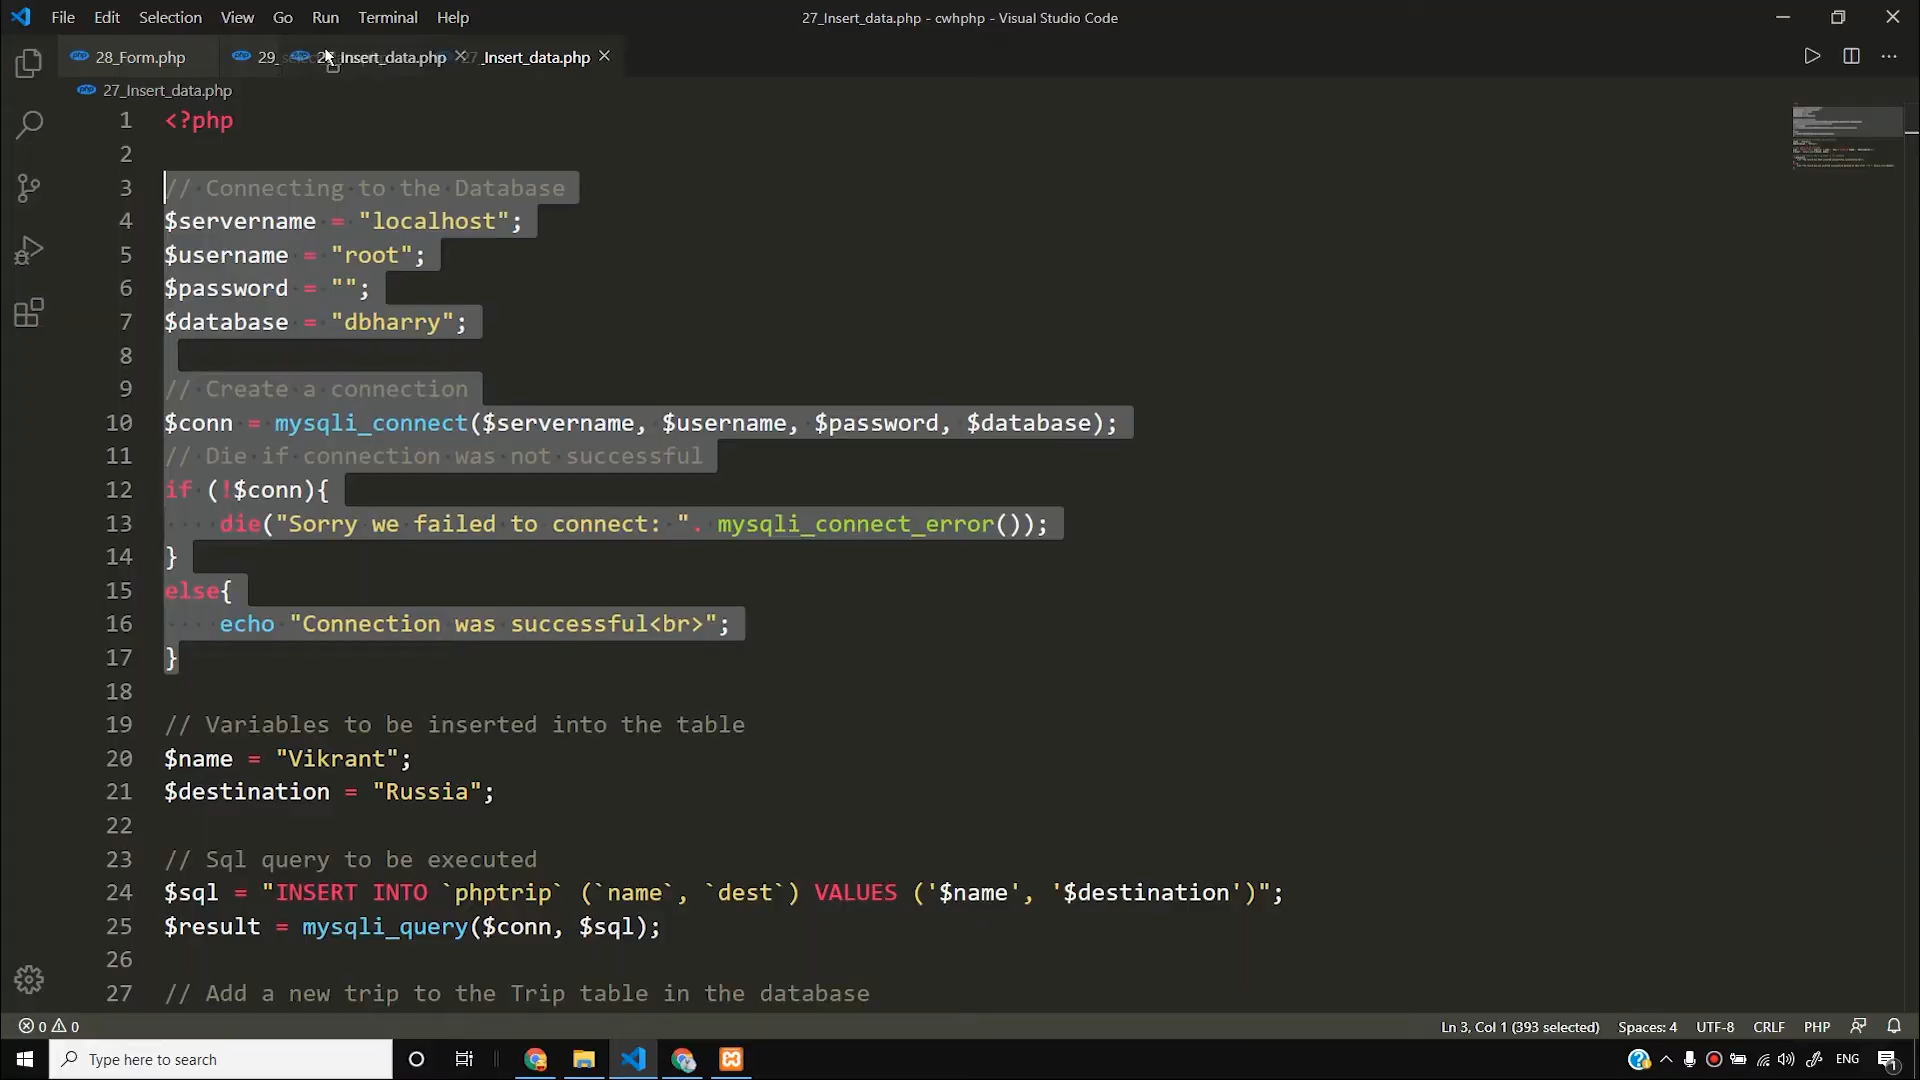 File Edit Selection View Go Run Terminal Help
27_Insert_data.php - cwhphp - Visual Studio Code
28_Form.php 29_ Insert_data.php _Insert_data.php
27_Insert_data.php
1 <?php
2
3 // Connecting to the Database
4 $servername = "localhost";
5 $username = "root";
6 $password = "";
7 $database = "dbharry";
8
9 // Create a connection
10 $conn = mysqli_connect($servername, $username, $password, $database);
11 // Die if connection was not successful
12 if (!$conn){
13 die("Sorry we failed to connect: ". mysqli_connect_error());
14 }
15 else{
16 echo "Connection was successful<br>";
17 }
18
19 // Variables to be inserted into the table
20 $name = "Vikrant";
21 $destination = "Russia";
22
23 // Sql query to be executed
24 $sql = "INSERT INTO `phptrip` (`name`, `dest`) VALUES ('$name', '$destination')";
25 $result = mysqli_query($conn, $sql);
26
27 // Add a new trip to the Trip table in the database
0 0
Ln 3, Col 1 (393 selected) Spaces: 4 UTF-8 CRLF PHP
Type here to search
ENG
1